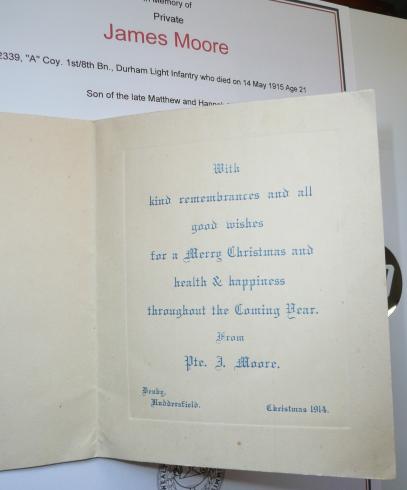 In Memory of
Private
James Moore
2339, "A" Coy. 1st/8th Bn., Durham Light Infantry who died on 14 May 1915 Age 21
Son of the late Matthew and
With
kind remembrances and all
good wishes
for a Merry Christmas and
health & happiness
throughout the Coming Year.
From
Pte. J. Moore.
Denby,
Huddersfield.
Christmas 1914.